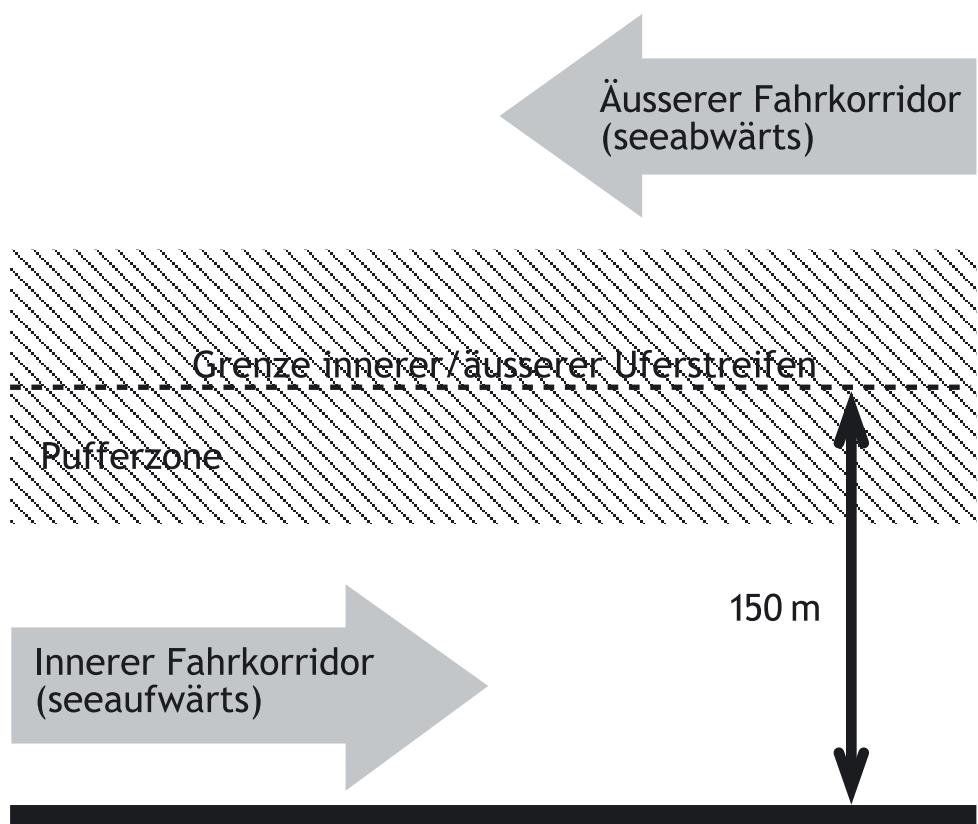 Äusserer Fahrkorridor
(seeabwärts)
Grenze innerer/äusserer Uferstreifen
Pufferzone
150 m
Innerer Fahrkorridor
(seeaufwärts)